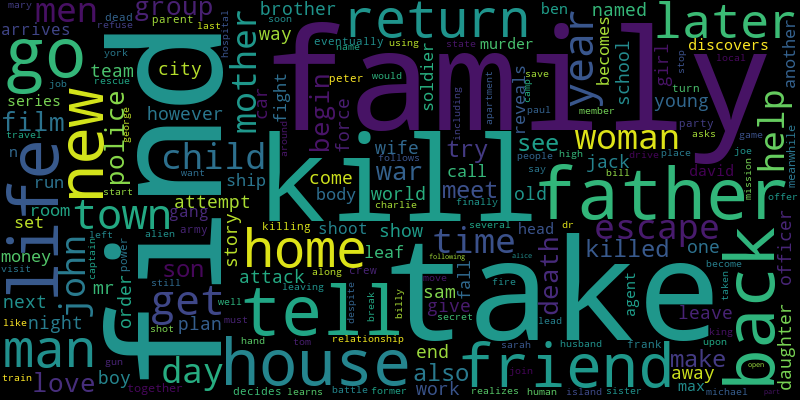 mary
dead
refuse
men
parent
group
last
hospital
brother
ben
named
later
arrives
go
york
rescue
team
way
soon
eventually
using
name
state
becomes
another
discovers
city
mother
peter
would
family
murder
year
school
girl
stop
local
job
series
police
car
fight
begin
force
soldier
reveals
young
turn
film
new
however
find
including
apartment
camp
save
paul
member
party
asks
game
help
meanwhile
travel
george
around
kill
woman
n
life
child
wife
see
people
high
drive
place
joe
run
start
want
follows
try
jack
say
bill
david
mission
offer
room
ship
come
war
call
meet
old
father
set
town
attempt
body
world
charlie
finally
several
dr
escape
gang
story
killing
shoot
show
head
money
john
left
alien
army
home
leaf
time
killed
one
officer
visit
captain
power
son
still
along
crew
following
alice
death
become
next
mr
order
get
attack
take
fall
agent
back
well
leaving
despite
break
billy
sam
give
move
fire
taken
king
leave
like
night
shot
plan
must
tell
secret
lead
upon
man
gun
day
house
hand
tom
relationship
end
sarah
husband
frank
make
open
daughter
train
boy
also
friend
away
love
together
decides
learns
battle
former
work
realizes
join
human
island
sister
max
michael
part